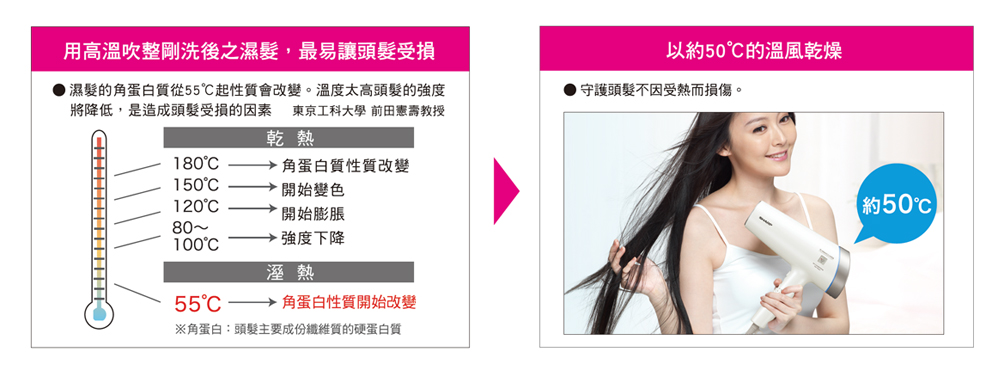 用高溫吹整剛洗後之濕髮，最易讓頭髮受損
● 濕髮的角蛋白質從55℃起性質會改變。溫度太高頭髮的強度
將降低，是造成頭髮受損的因素 東京工科大學 前田憲壽教授
乾熱
180℃ 角蛋白質性質改變
150℃ 開始變色
120℃ 開始膨脹
80～
100℃ 強度下降
溼熱
55℃ 角蛋白性質開始改變
※角蛋白：頭髮主要成份纖維質的硬蛋白質
以約50℃的溫風乾燥
● 守護頭髮不因受熱而損傷。
約50℃
SHARP